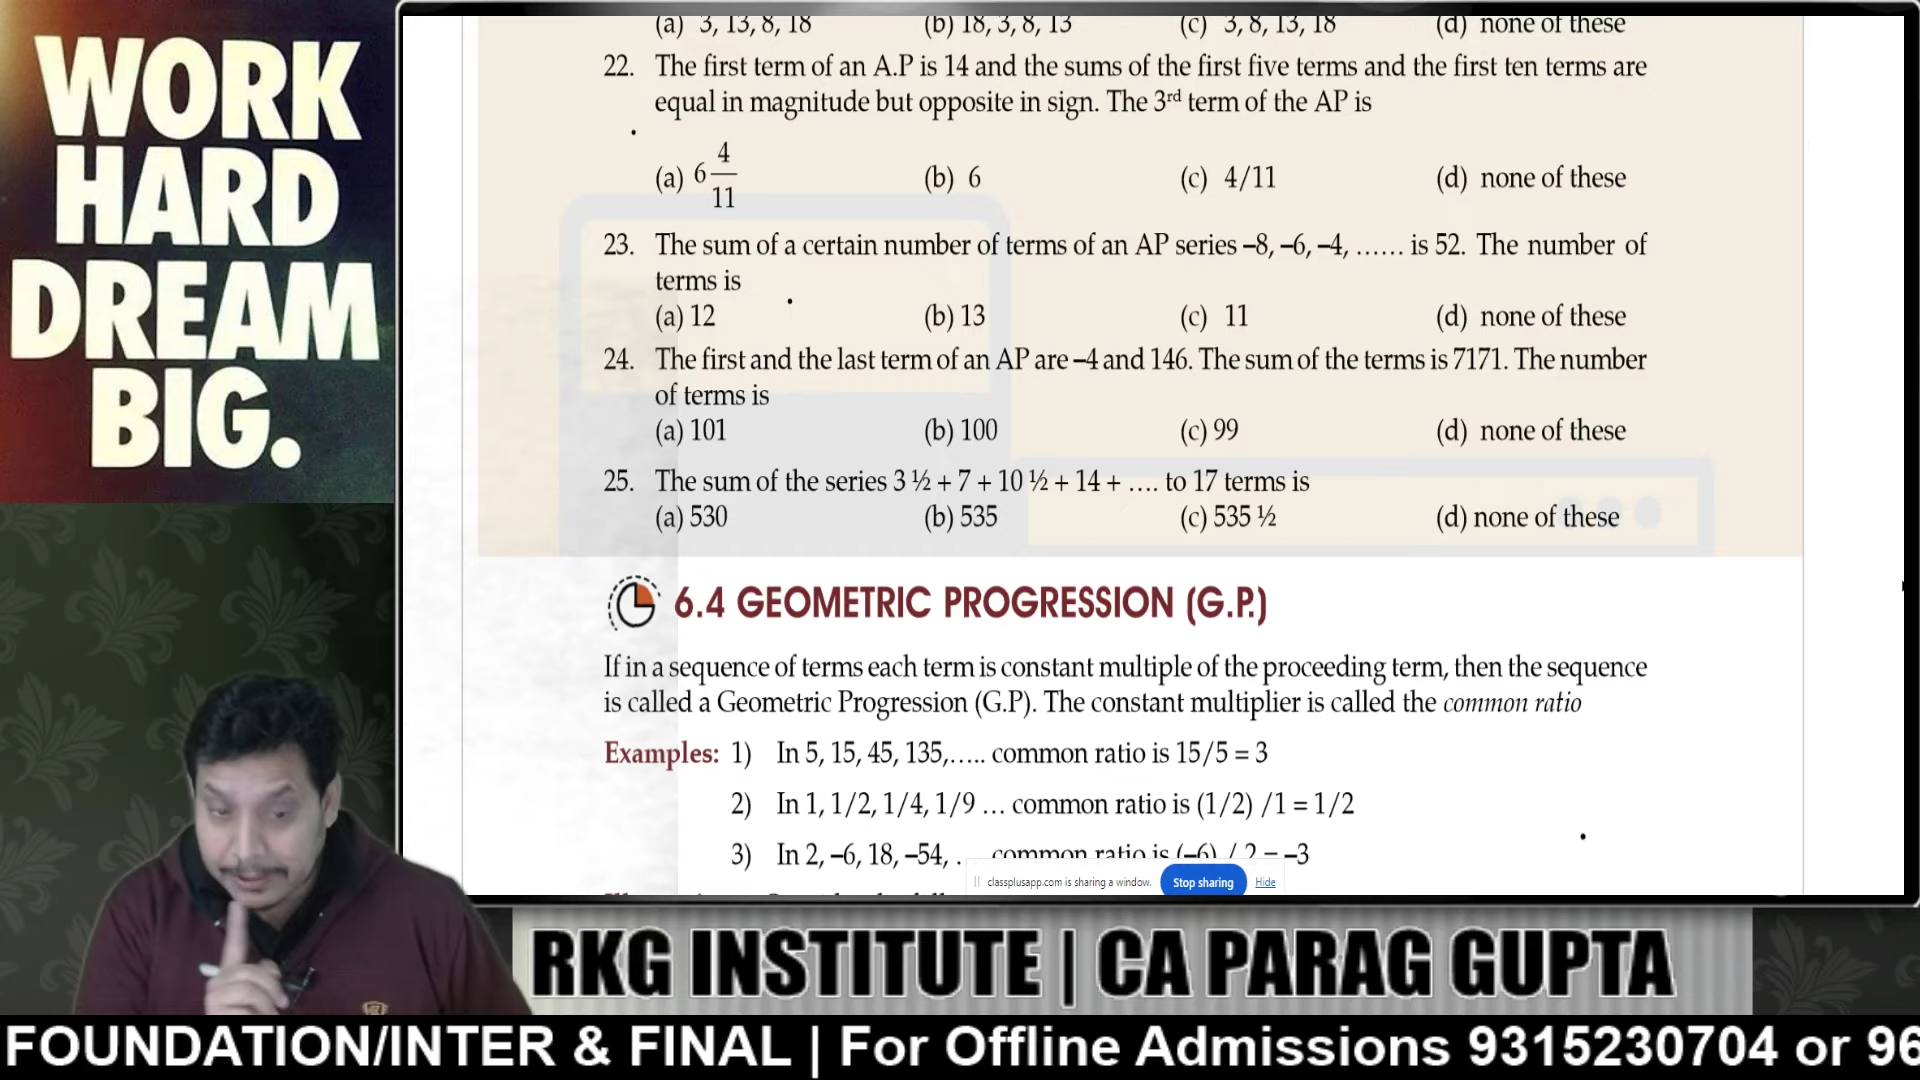 WORK
HARD
DREAM
BIG.
(a) 3, 13, 8, 18 (b) 18, 3, 8, 13 (c) 3, 8, 13, 18 (d) none of these
22. The first term of an A.P is 14 and the sums of the first five terms and the first ten terms are
equal in magnitude but opposite in sign. The 3rd term of the AP is
(a) 6 4/11 (b) 6 (c) 4/11 (d) none of these
23. The sum of a certain number of terms of an AP series –8, –6, –4, …… is 52. The number of
terms is
(a) 12 (b) 13 (c) 11 (d) none of these
24. The first and the last term of an AP are –4 and 146. The sum of the terms is 7171. The number
of terms is
(a) 101 (b) 100 (c) 99 (d) none of these
25. The sum of the series 3 ½ + 7 + 10 ½ + 14 + …. to 17 terms is
(a) 530 (b) 535 (c) 535 ½ (d) none of these
6.4 GEOMETRIC PROGRESSION (G.P.)
If in a sequence of terms each term is constant multiple of the proceeding term, then the sequence
is called a Geometric Progression (G.P). The constant multiplier is called the common ratio
Examples: 1) In 5, 15, 45, 135,….. common ratio is 15/5 = 3
2) In 1, 1/2, 1/4, 1/9 … common ratio is (1/2) /1 = 1/2
3) In 2, –6, 18, –54, . common ratio is (–6) / 2 = –3
classplusapp.com is sharing a window. Stop sharing Hide
RKG INSTITUTE | CA PARAG GUPTA
FOUNDATION/INTER & FINAL | For Offline Admissions 9315230704 or 96